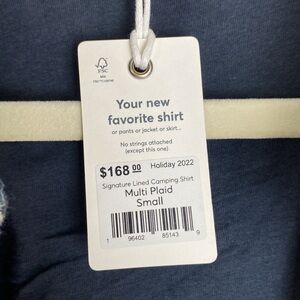 FSC
Your new
favorite shirt
or pants or jacket or skirt...
No strings attached
(except this one)
$168 00 Holiday 2022
Signature Lined Camping Shirt
Multi Plaid
Small
1 96402 85143 9